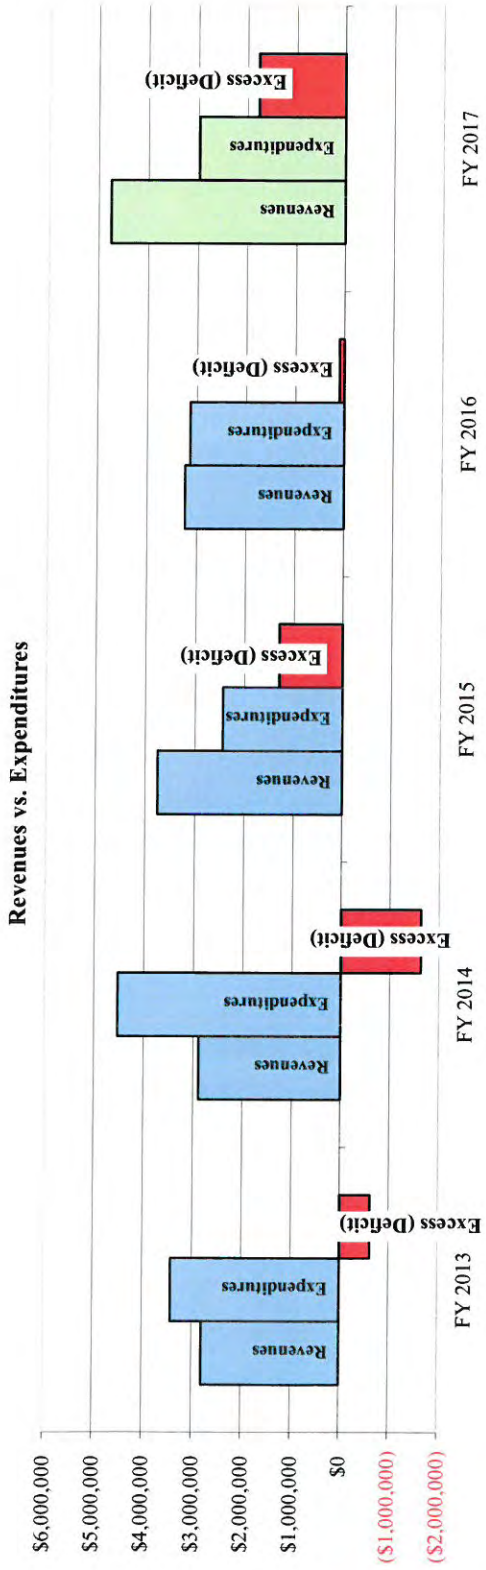 Revenues vs. Expenditures
$6,000,000
$5,000,000
$4,000,000
$3,000,000
$2,000,000
$1,000,000
$0
($1,000,000)
($2,000,000)
Revenues
Expenditures
Excess (Deficit)
FY 2013
Revenues
Expenditures
Excess (Deficit)
FY 2014
Revenues
Expenditures
Excess (Deficit)
FY 2015
Revenues
Expenditures
Excess (Deficit)
FY 2016
Revenues
Expenditures
Excess (Deficit)
FY 2017